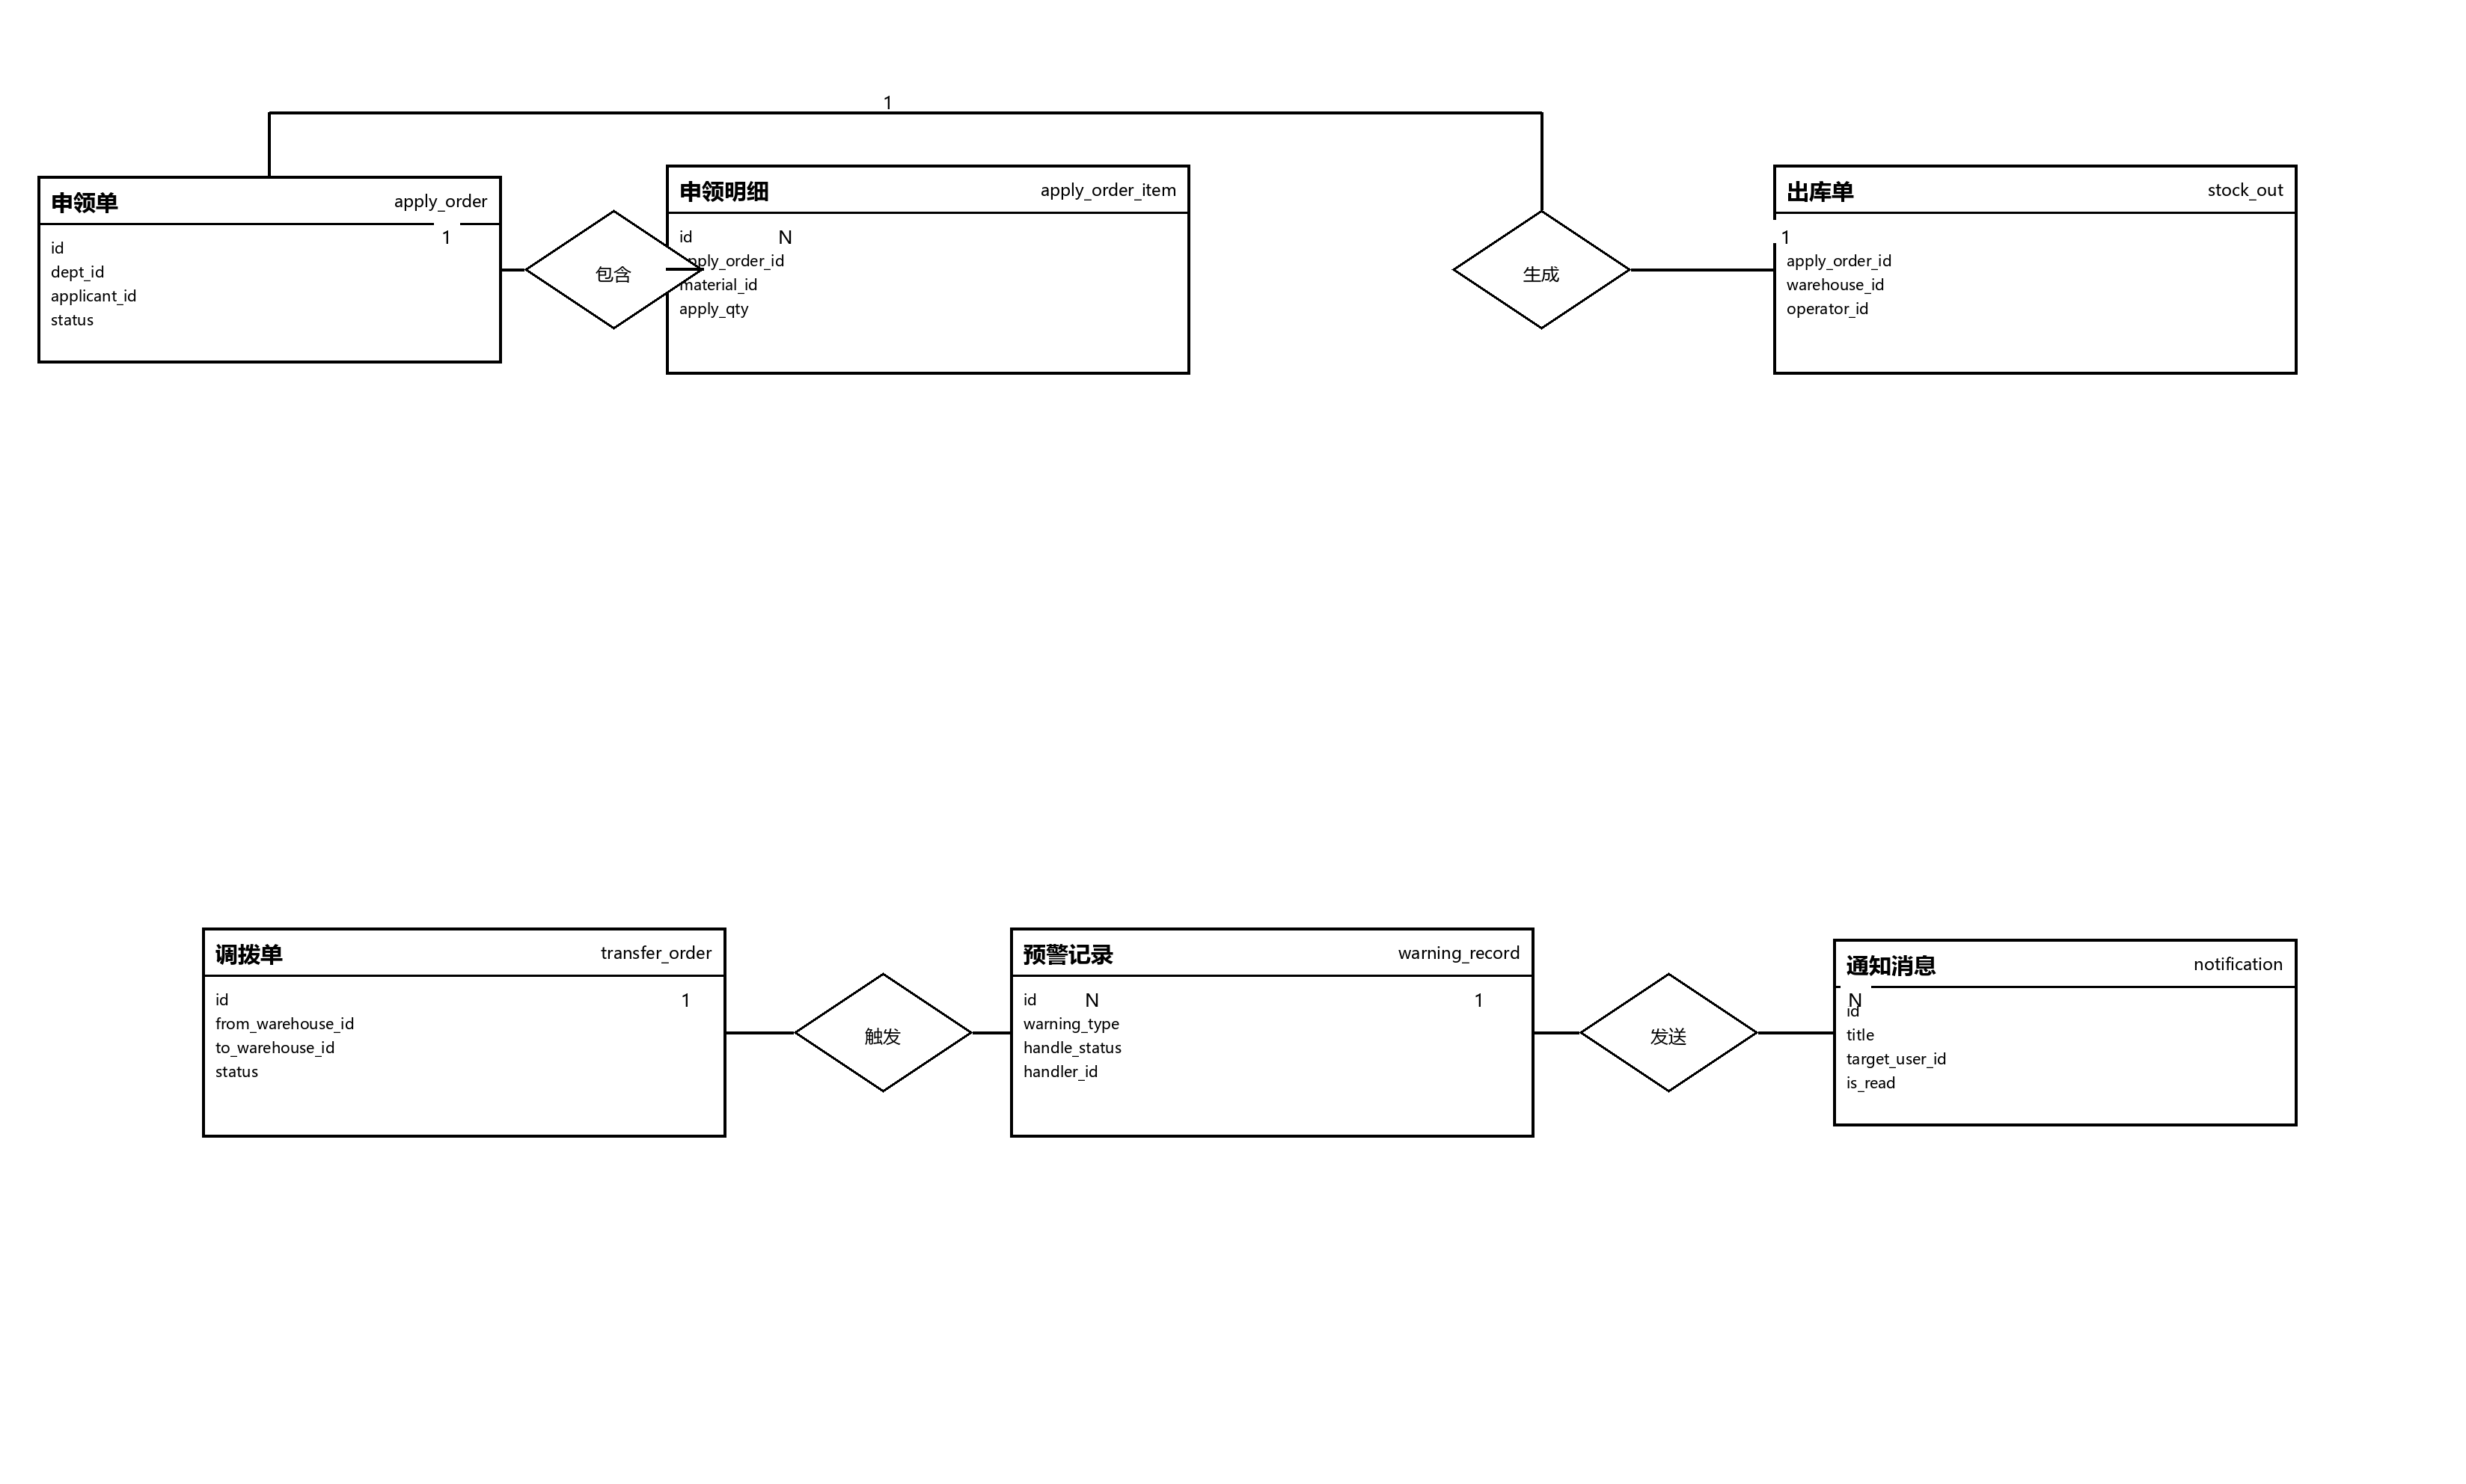 1
申领单 apply_order
1
id
dept_id
applicant_id
status
包含
申领明细 apply_order_item
id N
apply_order_id
material_id
apply_qty
生成
出库单 stock_out
1
apply_order_id
warehouse_id
operator_id
调拨单 transfer_order
id 1
from_warehouse_id
to_warehouse_id
status
触发
预警记录 warning_record
id N 1
warning_type
handle_status
handler_id
发送
通知消息 notification
N
id
title
target_user_id
is_read